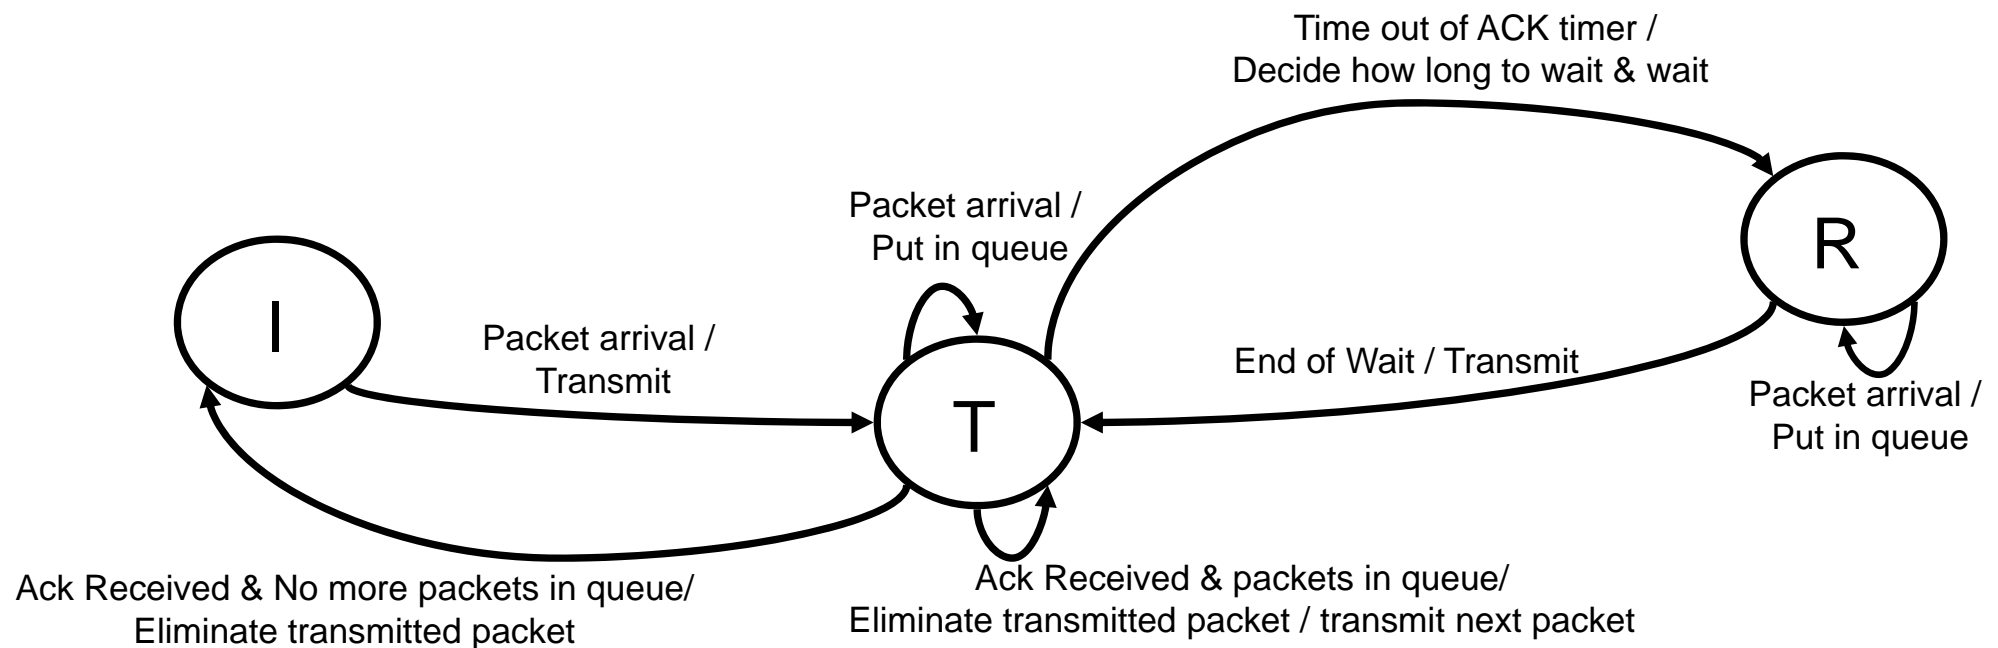 Time out of ACK timer /
Decide how long to wait & wait
Packet arrival /
Put in queue
R
I
Packet arrival /
Transmit
End of Wait / Transmit
T
Packet arrival /
Put in queue
Ack Received & No more packets in queue/
Eliminate transmitted packet
Ack Received & packets in queue/
Eliminate transmitted packet / transmit next packet